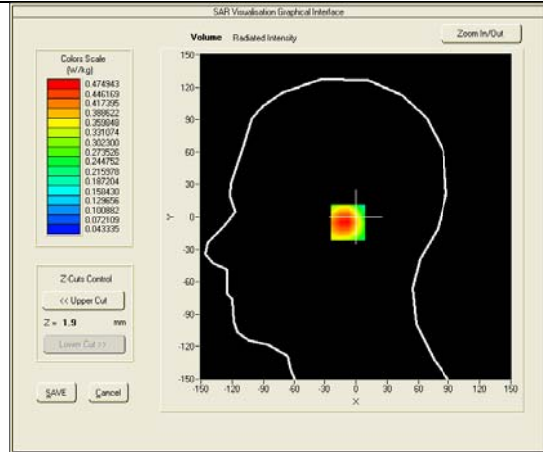 SAR Visualisation Graphical Interface
Volume Radiated Intensity
Zoom In/Out
Colors Scale
(W/kg)
0.474943
0.446169
0.417395
0.388622
0.359848
0.331074
0.302300
0.273526
0.244752
0.215978
0.187204
0.158430
0.129656
0.100882
0.072109
0.043335
Z-Cuts Control
<< Upper Cut
Z = 1.9 mm
Lower Cut >>
SAVE Cancel
150
120
90
60
30
0
-30
-60
-90
-120
-150
Y
-150 -120 -90 -60 -30 0 30 60 90 120 150
X